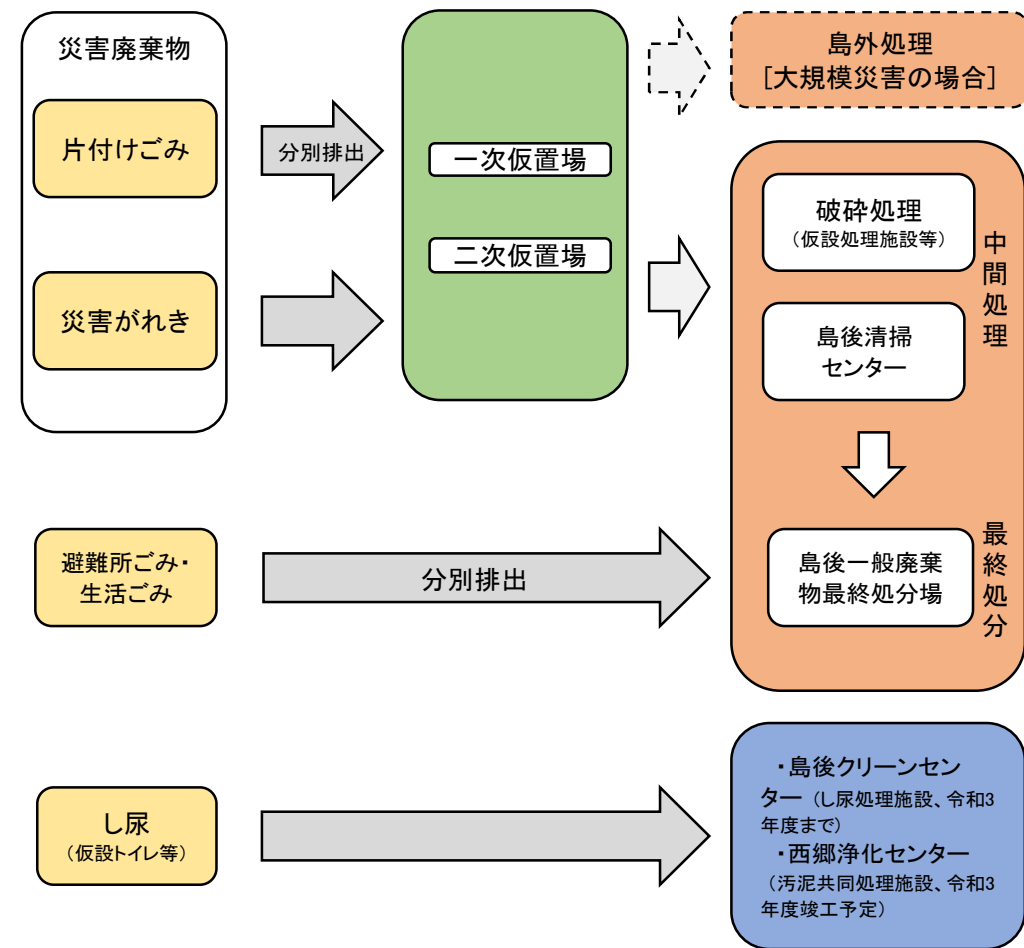 災害廃棄物
片付けごみ
災害がれき
分別排出
一次仮置場
二次仮置場
島外処理
[大規模災害の場合]
破砕処理
(仮設処理施設等)
島後清掃
センター
中間処理
島後一般廃棄
物最終処分場
最終処分
避難所ごみ・
生活ごみ
分別排出
し尿
(仮設トイレ等)
・島後クリーンセン
ター (し尿処理施設、令和3
年度まで)
・西郷浄化センター
(汚泥共同処理施設、令和3
年度竣工予定)